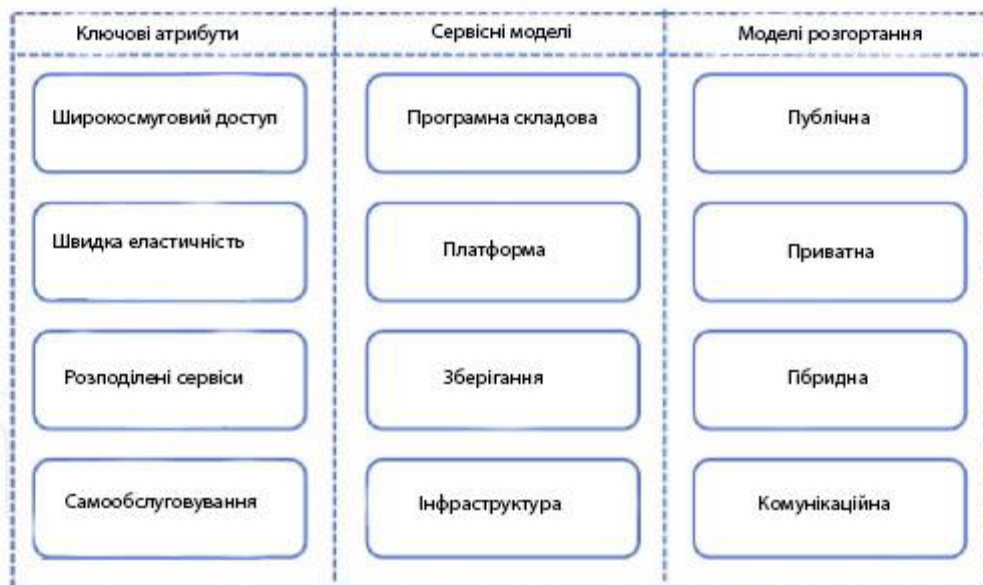 Ключові атрибути
Сервісні моделі
Моделі розгортання
Широкосмуговий доступ
Програмна складова
Публічна
Швидка еластичність
Платформа
Приватна
Розподілені сервіси
Зберігання
Гібридна
Самообслуговування
Інфраструктура
Комунікаційна